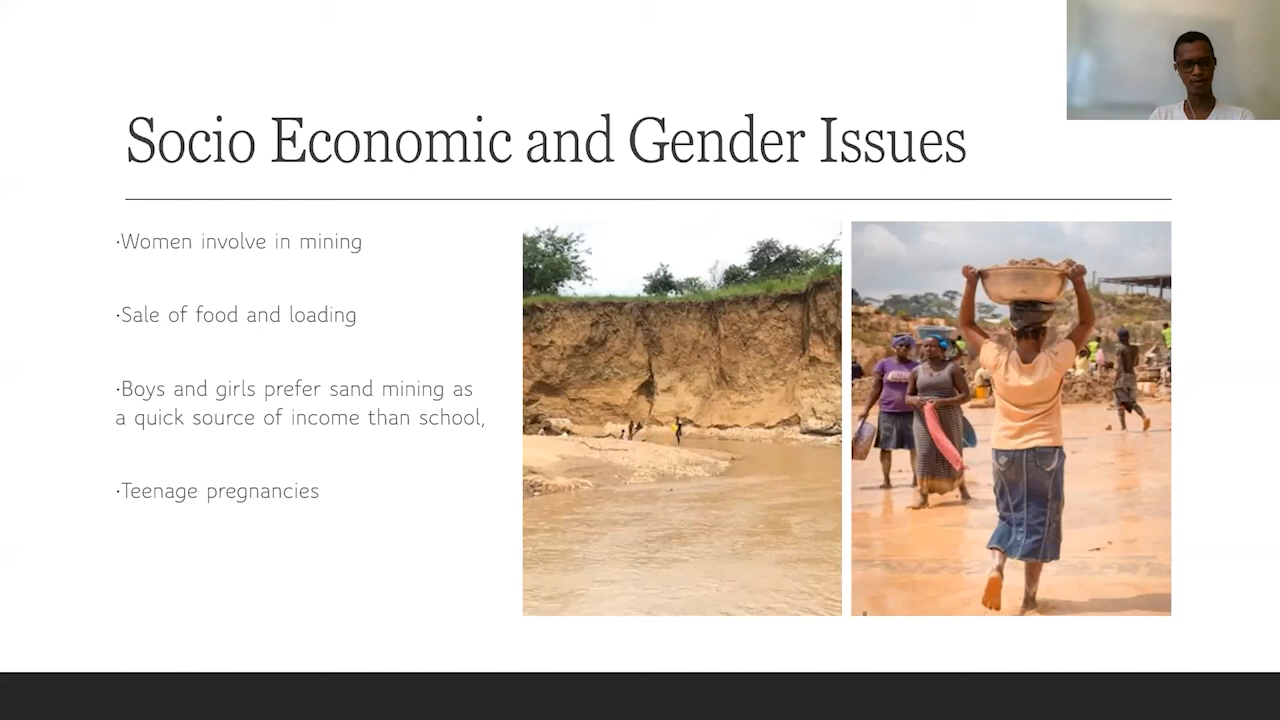 Socio Economic and Gender Issues
·Women involve in mining
·Sale of food and loading
·Boys and girls prefer sand mining as
a quick source of income than school,
·Teenage pregnancies